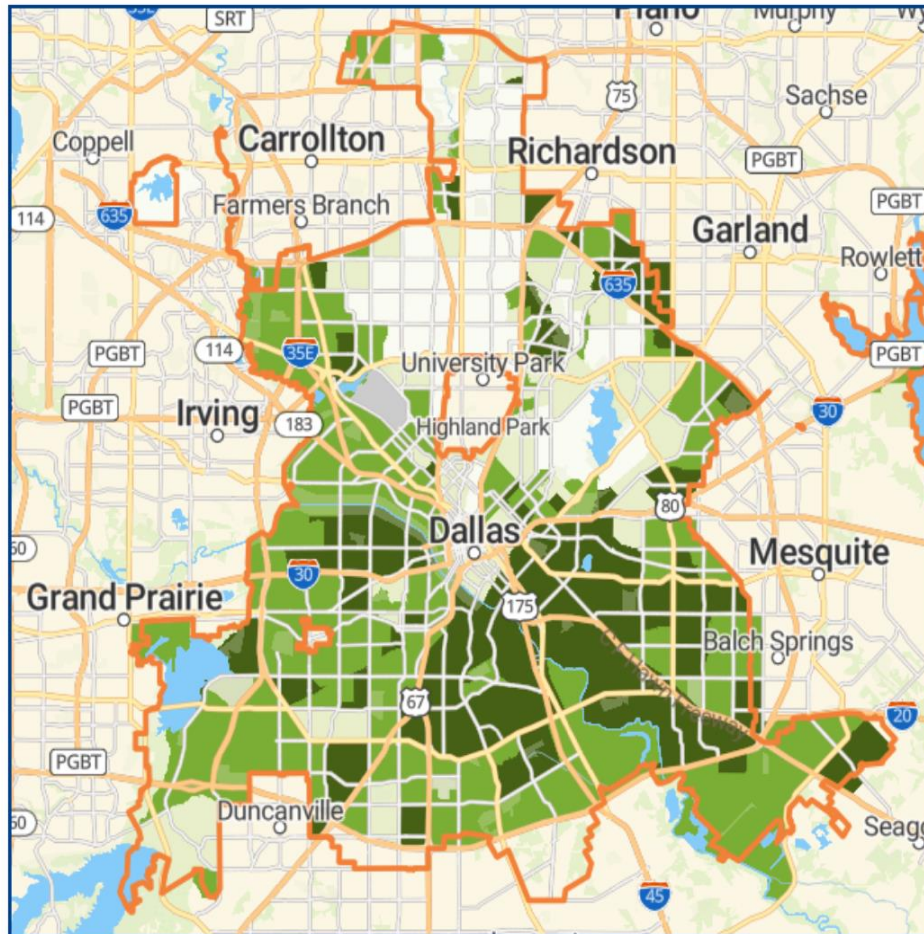 35E
SRT
Plano
Murphy
75
Sachse
Coppell
Carrollton
Richardson
PGBT
114
635
Farmers Branch
Garland
PGBT
Rowlett
635
PGBT
114
35E
University Park
PGBT
PGBT
Irving
183
Highland Park
30
80
Dallas
Mesquite
30
Grand Prairie
175
Balch Springs
67
20
PGBT
Duncanville
45